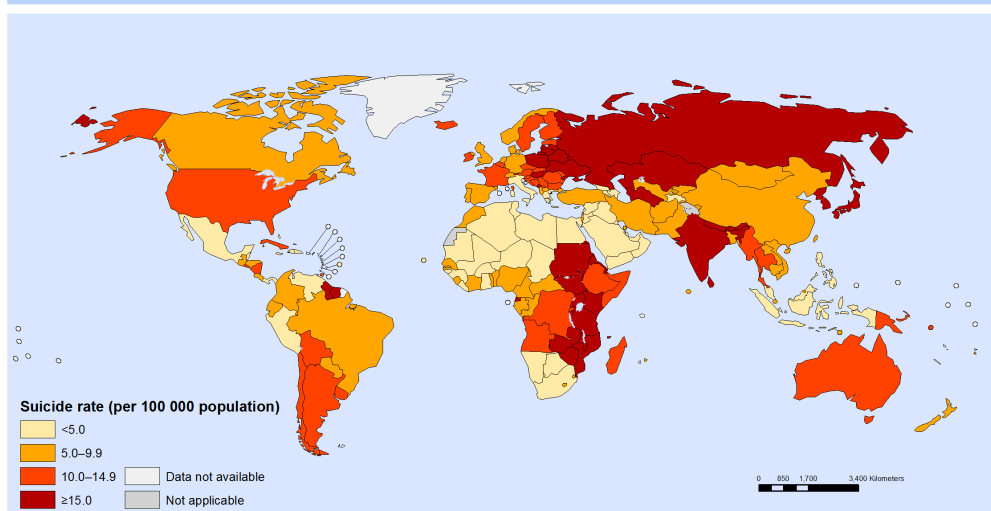 Suicide rate (per 100 000 population)
<5.0
5.0–9.9
10.0–14.9
≥15.0
Data not available
Not applicable
0 850 1,700 3,400 Kilometers